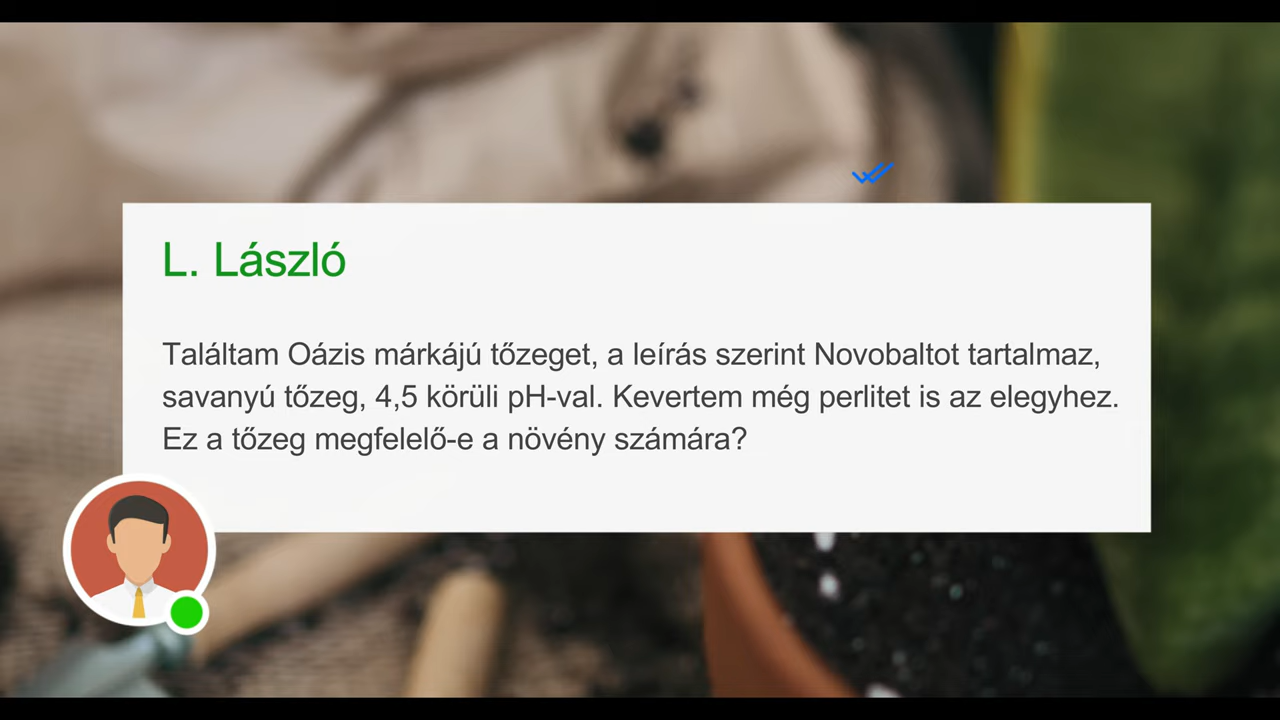 L. László
Találtam Oázis márkájú tőzeget, a leírás szerint Novobaltot tartalmaz,
savanyú tőzeg, 4,5 körüli pH-val. Kevertem még perlitet is az elegyhez.
Ez a tőzeg megfelelő-e a növény számára?